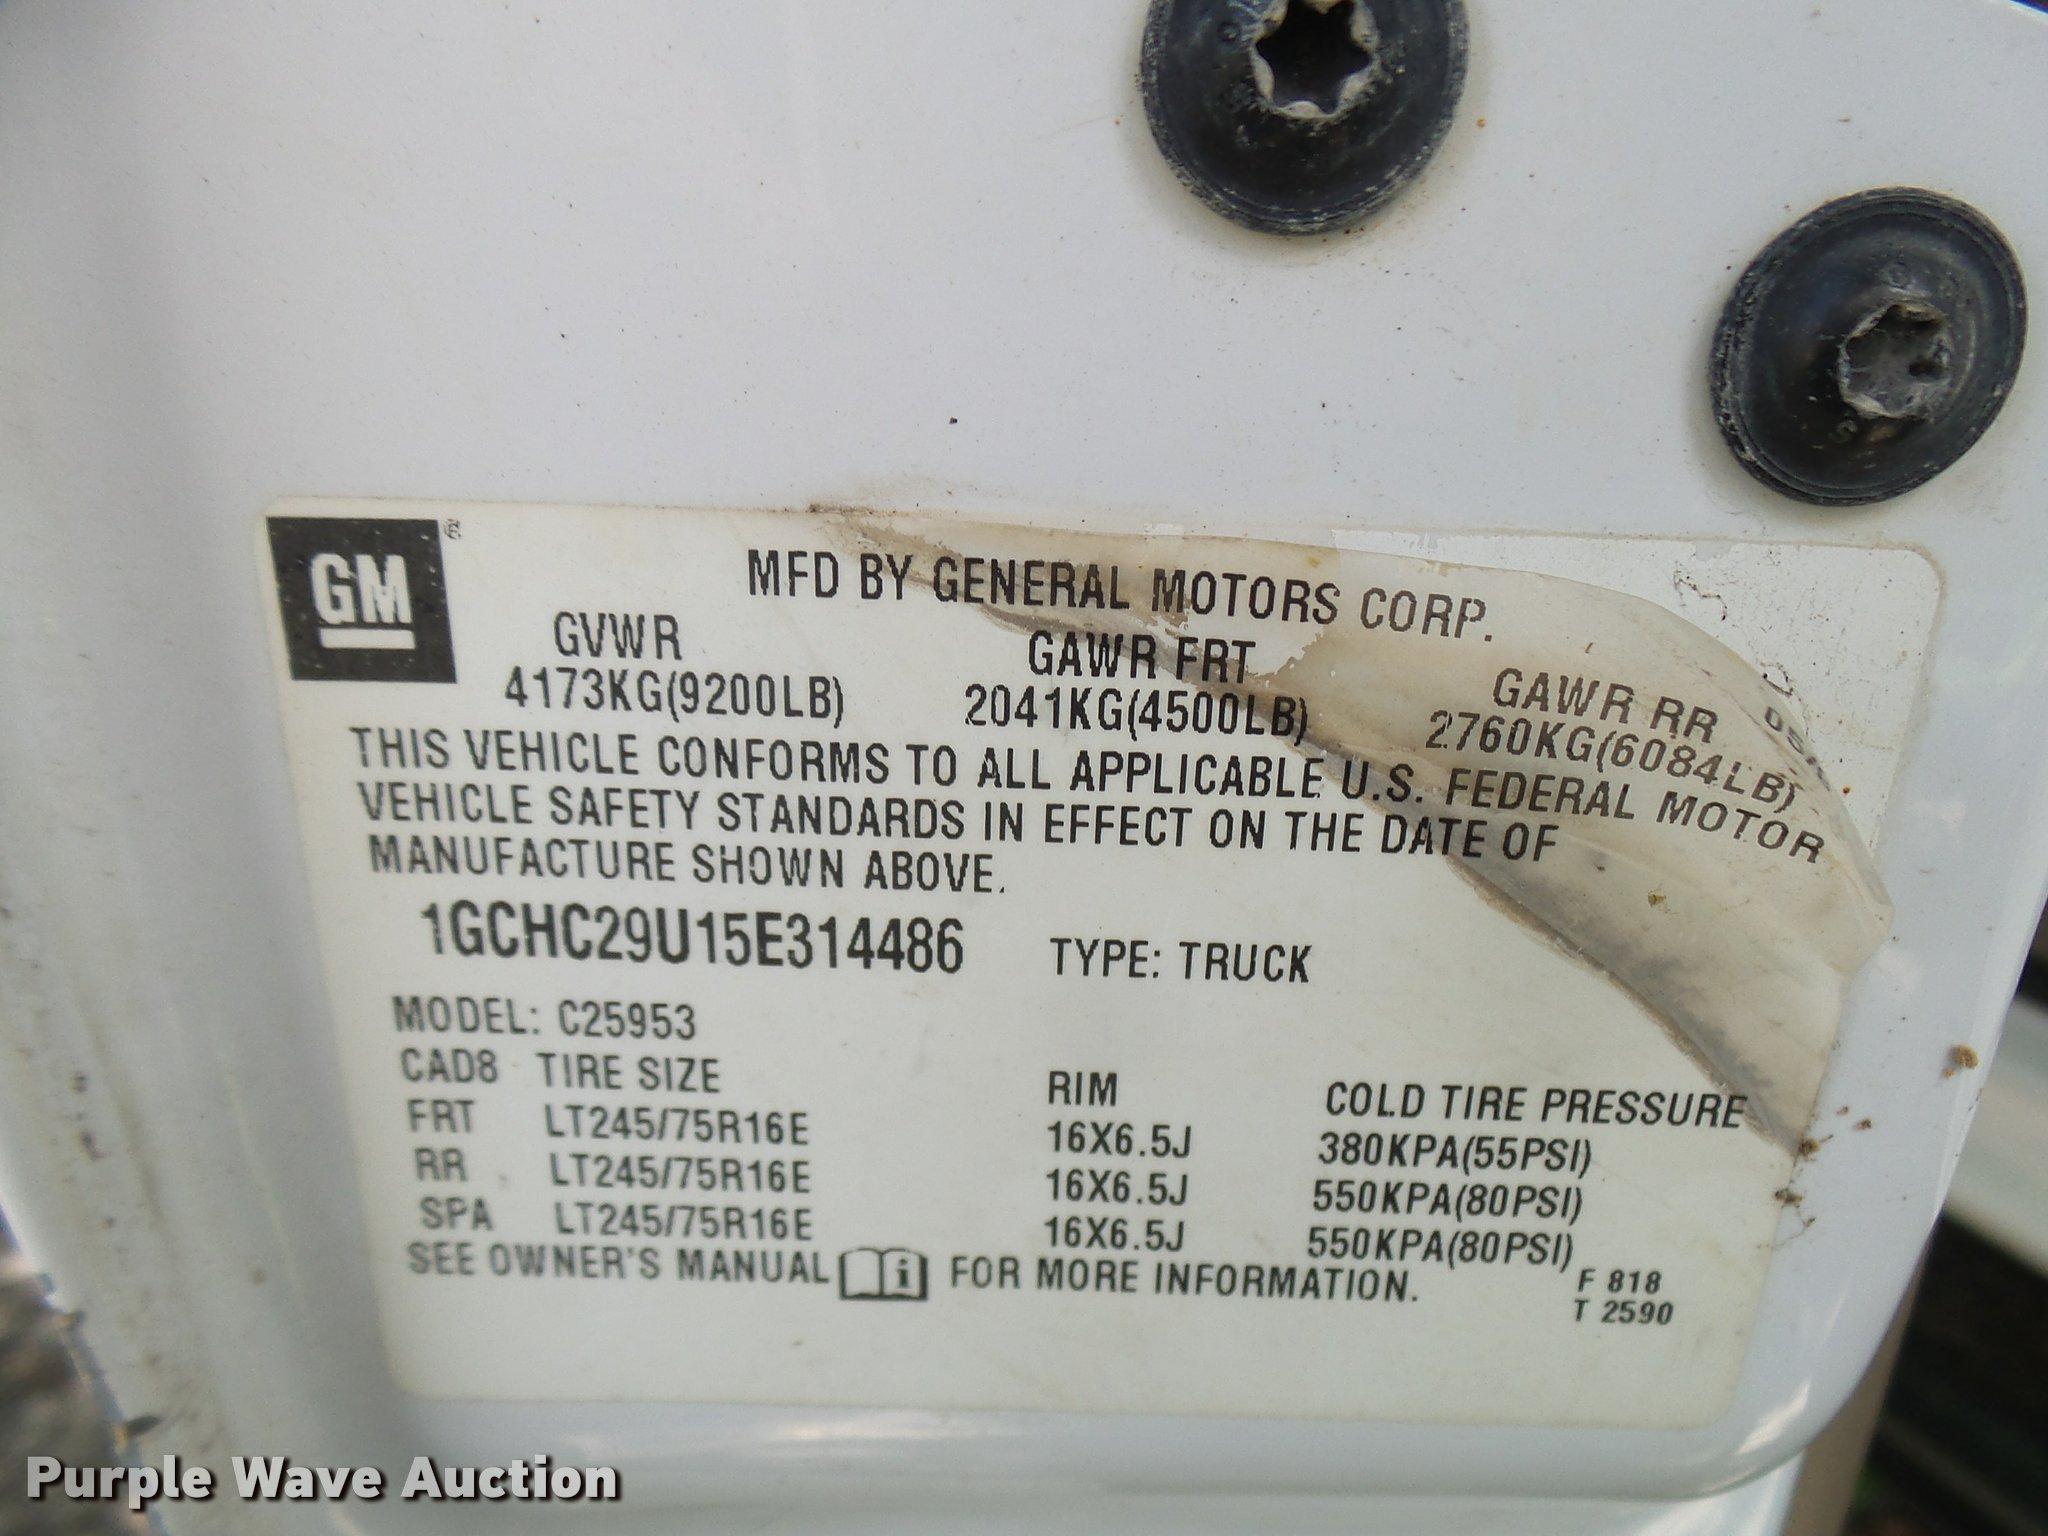 GM
MFD BY GENERAL MOTORS CORP.
GVWR GAWR FRT GAWR RR
4173KG(9200LB) 2041KG(4500LB) 2760KG(6084LB)
THIS VEHICLE CONFORMS TO ALL APPLICABLE U.S. FEDERAL MOTOR
VEHICLE SAFETY STANDARDS IN EFFECT ON THE DATE OF
MANUFACTURE SHOWN ABOVE.
1GCHC29U15E314486 TYPE: TRUCK
MODEL: C25953
CAD8 TIRE SIZE RIM COLD TIRE PRESSURE
FRT LT245/75R16E 16X6.5J 380KPA(55PSI)
RR LT245/75R16E 16X6.5J 550KPA(80PSI)
SPA LT245/75R16E 16X6.5J 550KPA(80PSI)
SEE OWNER'S MANUAL FOR MORE INFORMATION.
F 818
T 2590
Purple Wave Auction